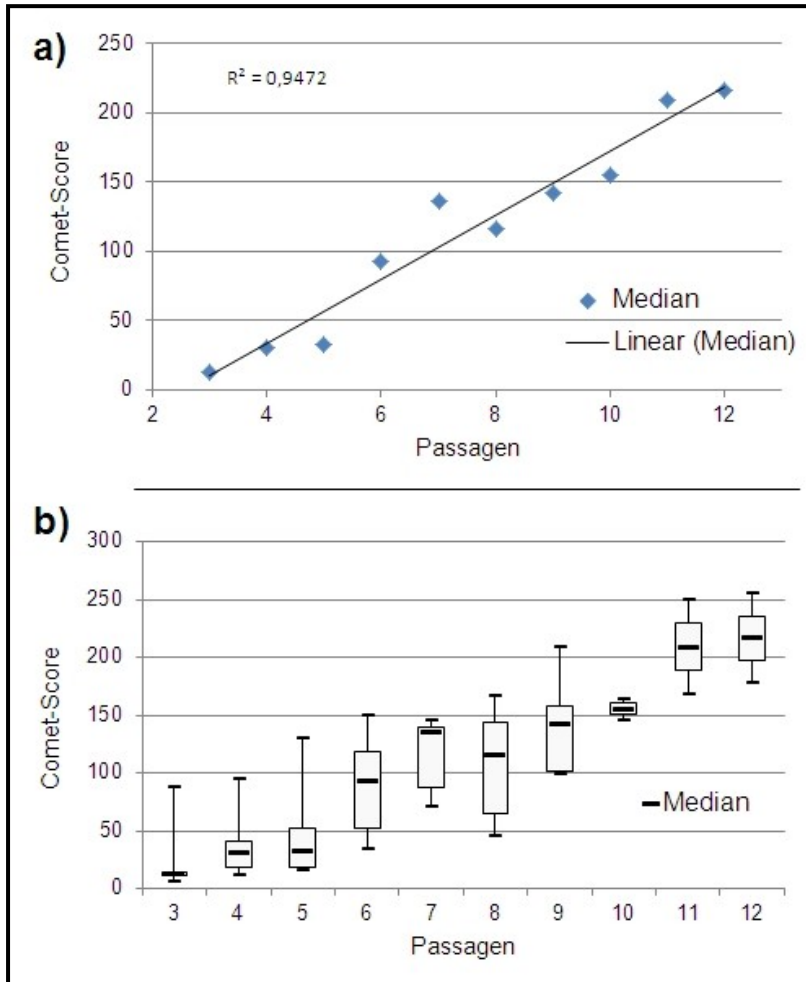 a)
R² = 0,9472
250
200
150
100
50
0
Comet-Score
2 4 6 8 10 12
Passagen
Median
Linear (Median)
b)
300
250
200
150
100
50
0
Comet-Score
3 4 5 6 7 8 9 10 11 12
Passagen
Median